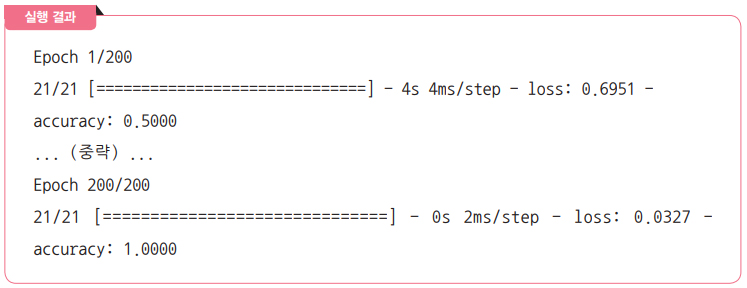 실행 결과
Epoch 1/200
21/21 [==============================] - 4s 4ms/step - loss: 0.6951 -
accuracy: 0.5000
... (중략) ...
Epoch 200/200
21/21 [==============================] - 0s 2ms/step - loss: 0.0327 -
accuracy: 1.0000